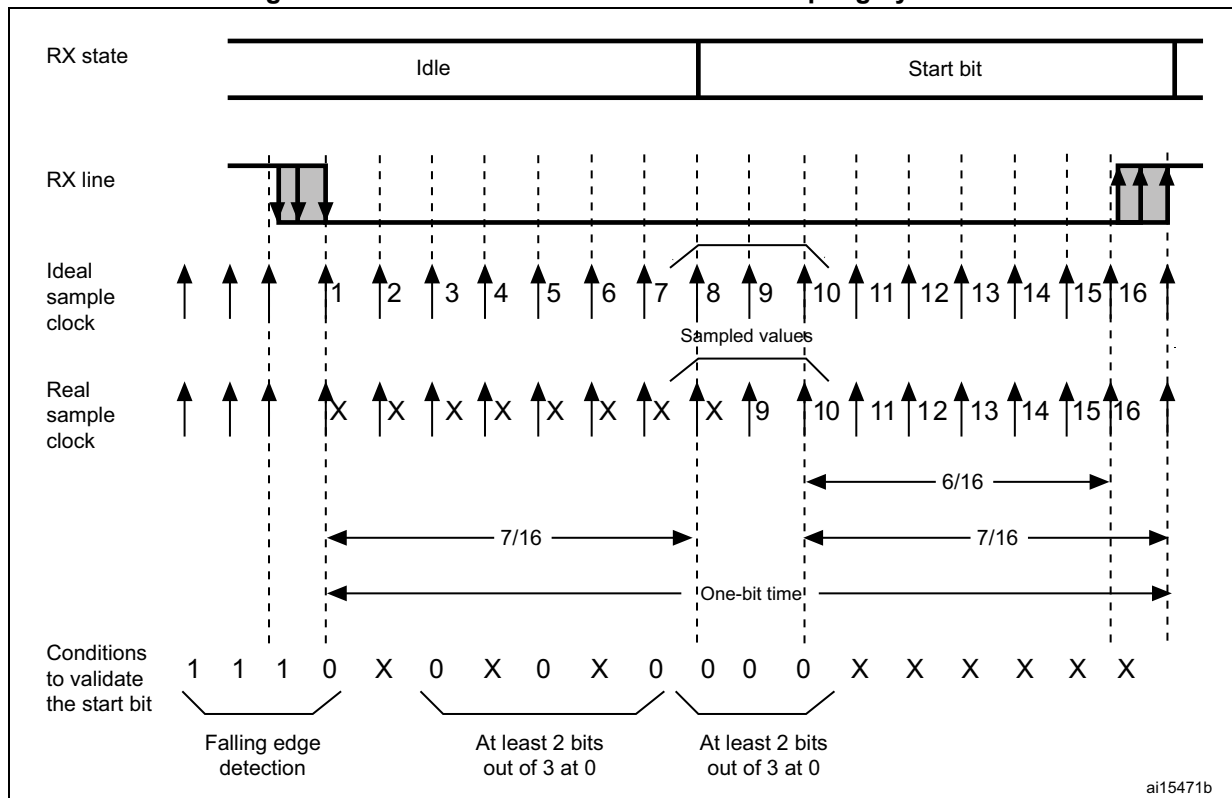 RX state
Idle
Start bit
RX line
Ideal
sample
clock
1 2 3 4 5 6 7 8 9 10 11 12 13 14 15 16
Sampled values
Real
sample
clock
X X X X X X X X 9 10 11 12 13 14 15 16
6/16
7/16
7/16
One-bit time
Conditions
to validate
the start bit
1 1 1 0 X 0 X 0 X 0 0 0 0 X X X X X X
Falling edge
detection
At least 2 bits
out of 3 at 0
At least 2 bits
out of 3 at 0
ai15471b